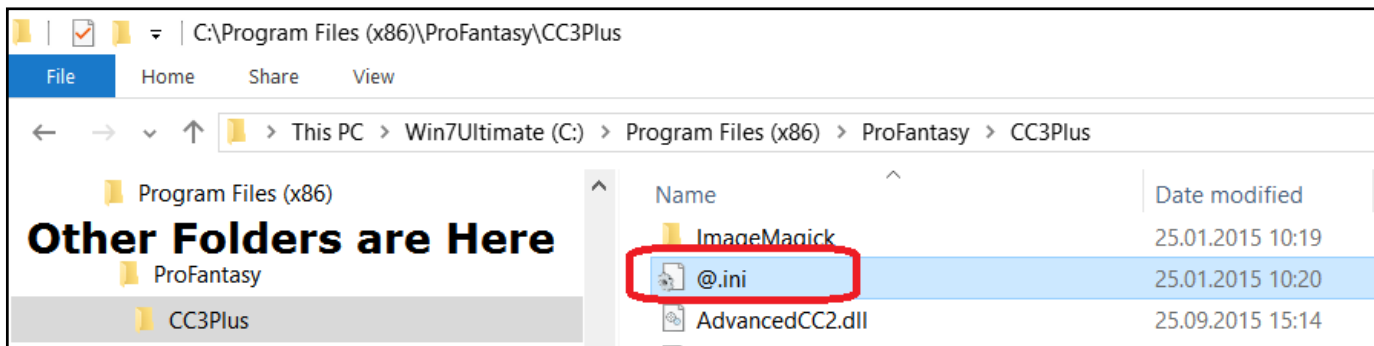 C:\Program Files (x86)\ProFantasy\CC3Plus
File Home Share View
This PC > Win7Ultimate (C:) > Program Files (x86) > ProFantasy > CC3Plus
Program Files (x86)
Other Folders are Here
ProFantasy
CC3Plus
Name Date modified
ImageMagick 25.01.2015 10:19
@.ini 25.01.2015 10:20
AdvancedCC2.dll 25.09.2015 15:14